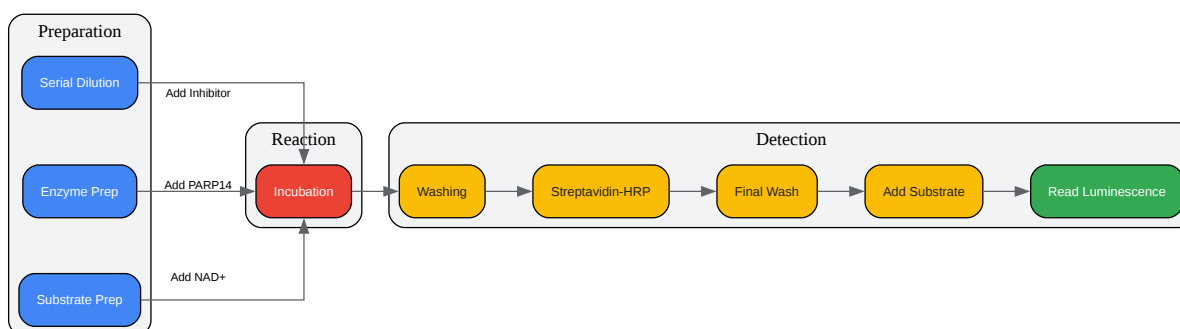 Preparation
Serial Dilution
Add Inhibitor
Reaction
Detection
Enzyme Prep
Add PARP14
Incubation
Washing
Streptavidin-HRP
Final Wash
Add Substrate
Read Luminescence
Add NAD+
Substrate Prep